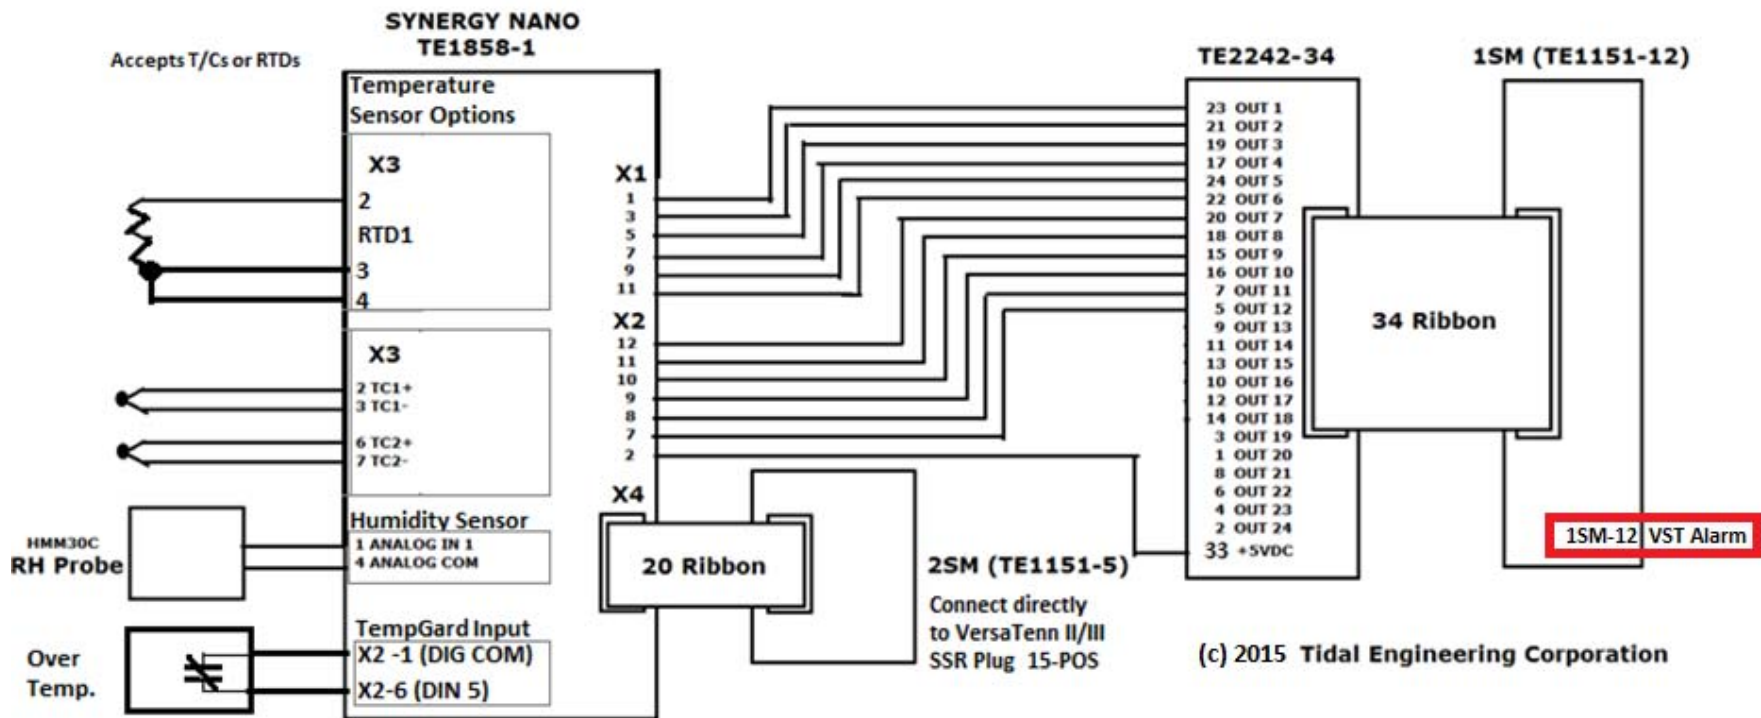 SYNERGY NANO
TE1858-1
Accepts T/Cs or RTDs
Temperature
Sensor Options
X3
2
RTD1
3
4
X3
2 TC1+
3 TC1-
6 TC2+
7 TC2-
Humidity Sensor
1 ANALOG IN 1
4 ANALOG COM
HMM30C
RH Probe
TempGard Input
X2 -1 (DIG COM)
X2-6 (DIN 5)
Over
Temp.
X1
1
3
5
7
9
11
X2
12
11
10
9
8
7
2
X4
20 Ribbon
2SM (TE1151-5)
Connect directly
to VersaTenn II/III
SSR Plug 15-POS
TE2242-34
23 OUT 1
21 OUT 2
19 OUT 3
17 OUT 4
24 OUT 5
22 OUT 6
20 OUT 7
18 OUT 8
15 OUT 9
16 OUT 10
7 OUT 11
5 OUT 12
9 OUT 13
11 OUT 14
13 OUT 15
10 OUT 16
12 OUT 17
14 OUT 18
3 OUT 19
1 OUT 20
8 OUT 21
6 OUT 22
4 OUT 23
2 OUT 24
33 +5VDC
34 Ribbon
1SM (TE1151-12)
1SM-12 VST Alarm
(c) 2015 Tidal Engineering Corporation